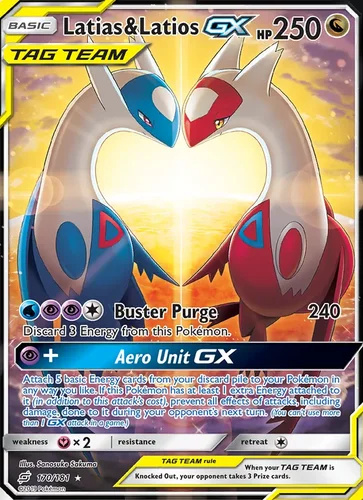 BASIC Latias&Latios GX HP250
TAG TEAM
Buster Purge 240
Discard 3 Energy from this Pokémon.
+ Aero Unit GX
Attach 5 basic Energy cards from your discard pile to your Pokémon in
any way you like. If this Pokémon has at least 1 extra Energy attached to
it (in addition to this attack's cost), prevent all effects of attacks, including
damage, done to it during your opponent's next turn. (You can't use more
than 1 GX attack in a game.)
weakness ×2 resistance retreat
Illus. Sanosuke Sakuma
170/181
©2019 Pokémon
TAG TEAM rule
When your TAG TEAM is Knocked Out, your opponent takes 3 Prize cards.